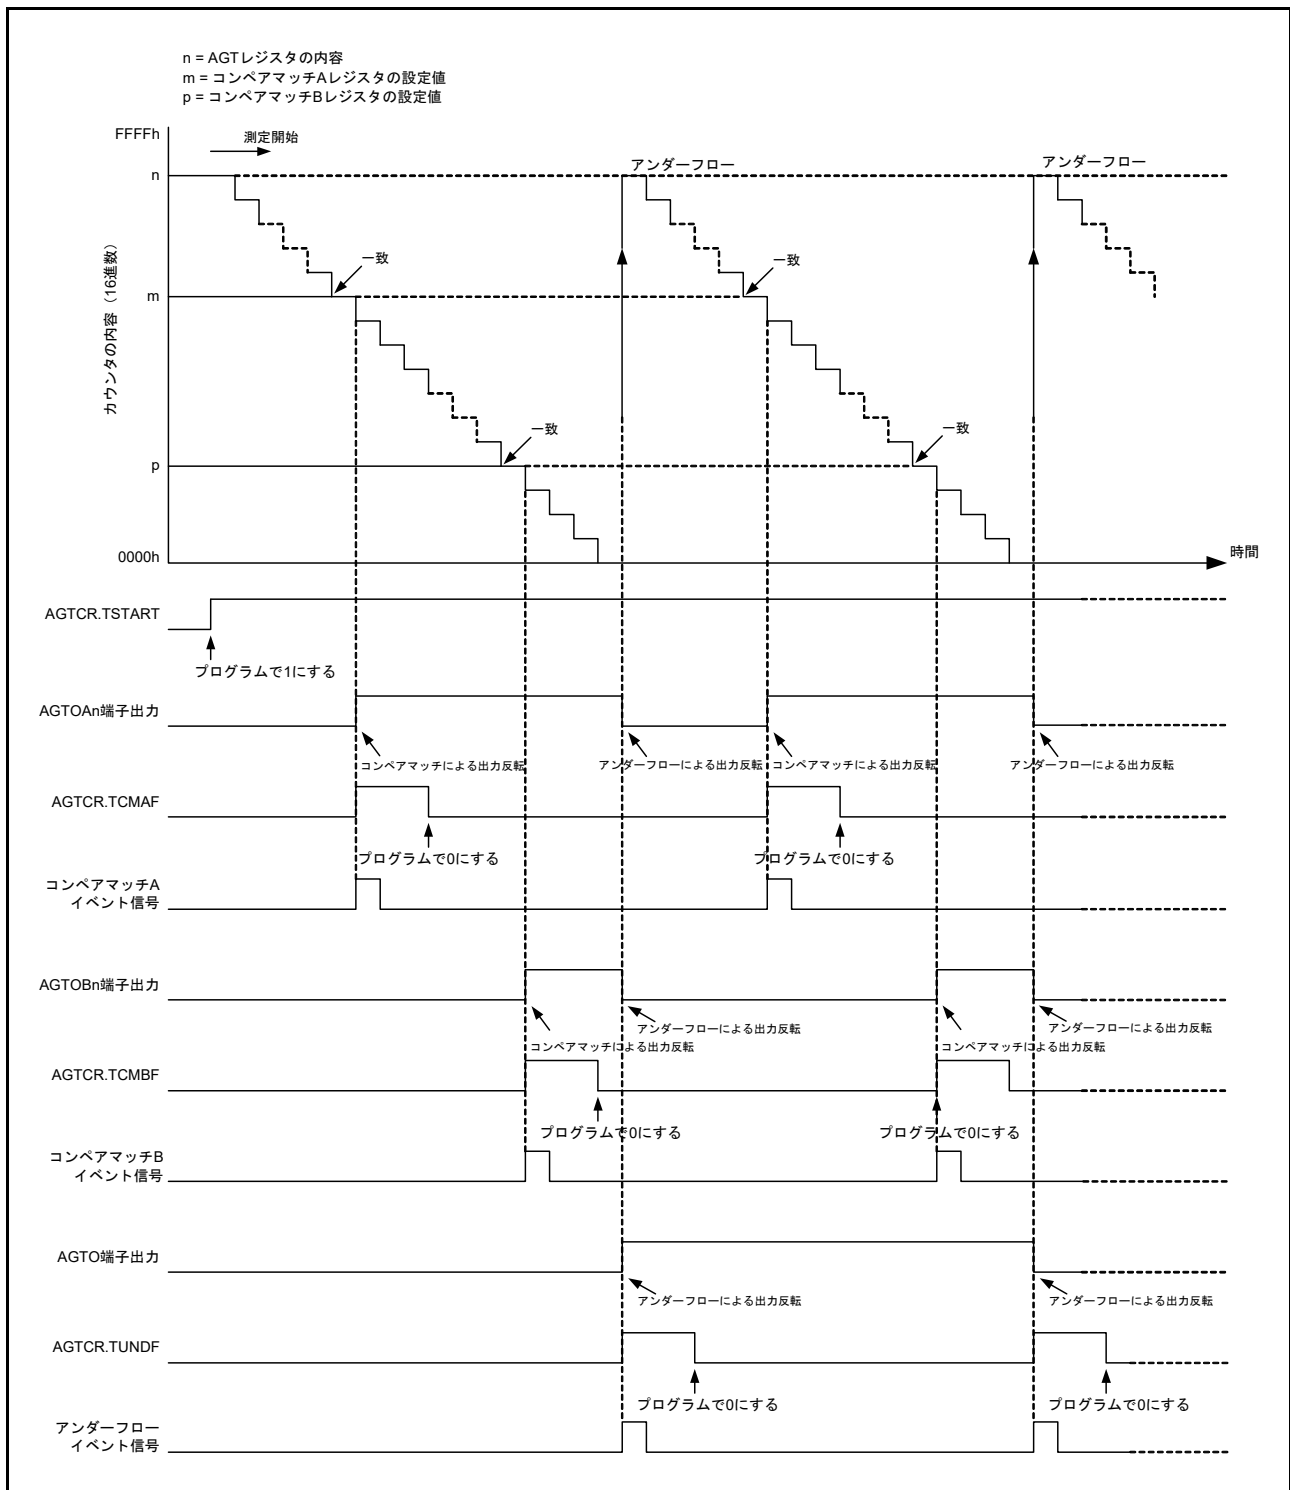 n = AGTレジスタの内容
m = コンペアマッチAレジスタの設定値
p = コンペアマッチBレジスタの設定値
FFFFh
測定開始
アンダーフロー
アンダーフロー
n
カウンタの内容（16進数）
一致
一致
m
一致
一致
p
0000h
時間
AGTCR.TSTART
プログラムで1にする
AGTOAn端子出力
コンペアマッチによる出力反転
アンダーフローによる出力反転
コンペアマッチによる出力反転
アンダーフローによる出力反転
AGTCR.TCMAF
プログラムで0にする
プログラムで0にする
コンペアマッチA
イベント信号
AGTOBn端子出力
アンダーフローによる出力反転
アンダーフローによる出力反転
コンペアマッチによる出力反転
コンペアマッチによる出力反転
AGTCR.TCMBF
プログラムで0にする
プログラムで0にする
コンペアマッチB
イベント信号
AGTO端子出力
アンダーフローによる出力反転
アンダーフローによる出力反転
AGTCR.TUNDF
プログラムで0にする
プログラムで0にする
アンダーフロー
イベント信号